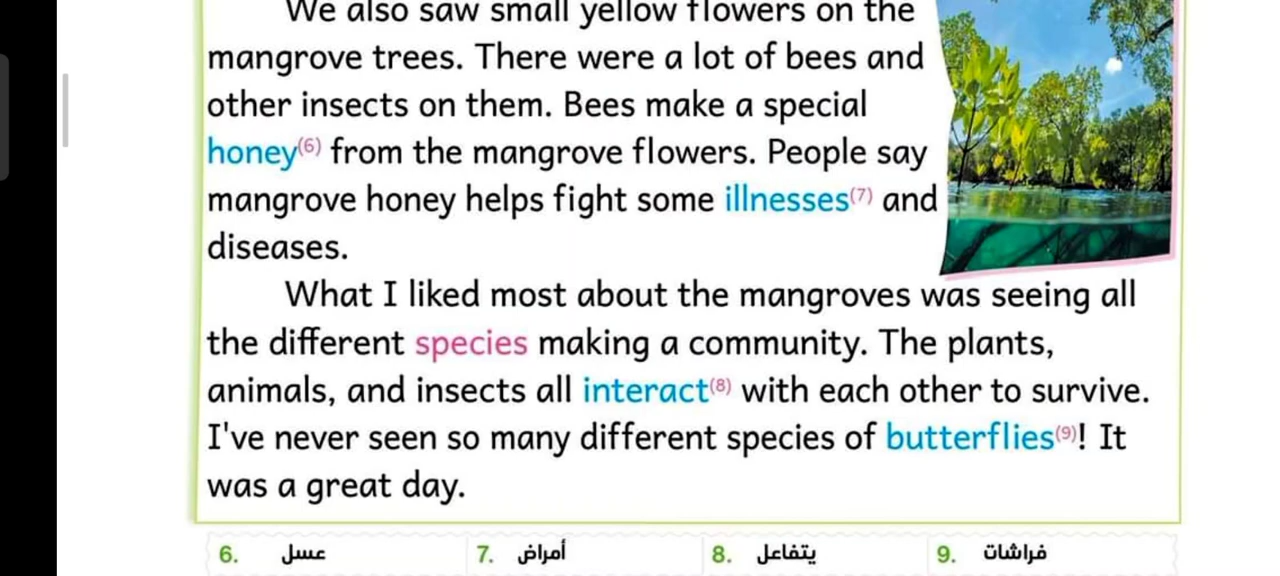 We also saw small yellow flowers on the
mangrove trees. There were a lot of bees and
other insects on them. Bees make a special
honey(6) from the mangrove flowers. People say
mangrove honey helps fight some illnesses(7) and
diseases.
What I liked most about the mangroves was seeing all
the different species making a community. The plants,
animals, and insects all interact(8) with each other to survive.
I've never seen so many different species of butterflies(9)! It
was a great day.
6. عسل 7. أمراض 8. يتفاعل 9. فراشات